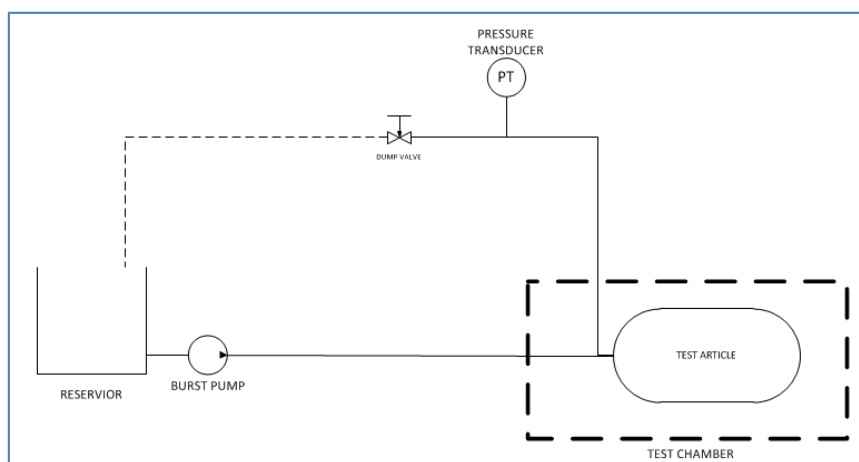 PRESSURE
TRANSDUCER
PT
DUMP VALVE
TEST ARTICLE
RESERVIOR
BURST PUMP
TEST CHAMBER